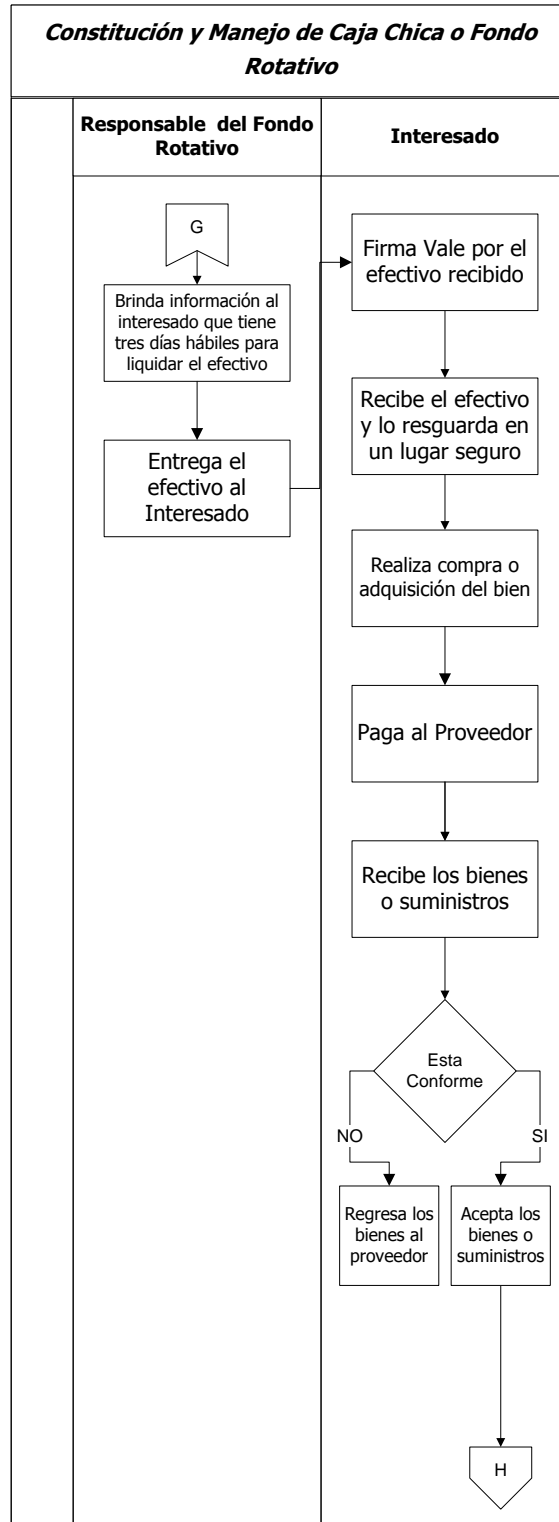 Constitución y Manejo de Caja Chica o Fondo
Rotativo
Responsable del Fondo
Rotativo
Interesado
G
Brinda información al
interesado que tiene
tres días hábiles para
liquidar el efectivo
Entrega el
efectivo al
Interesado
Firma Vale por el
efectivo recibido
Recibe el efectivo
y lo resguarda en
un lugar seguro
Realiza compra o
adquisición del bien
Paga al Proveedor
Recibe los bienes
o suministros
Esta
Conforme
NO
SI
Regresa los
bienes al
proveedor
Acepta los
bienes o
suministros
H